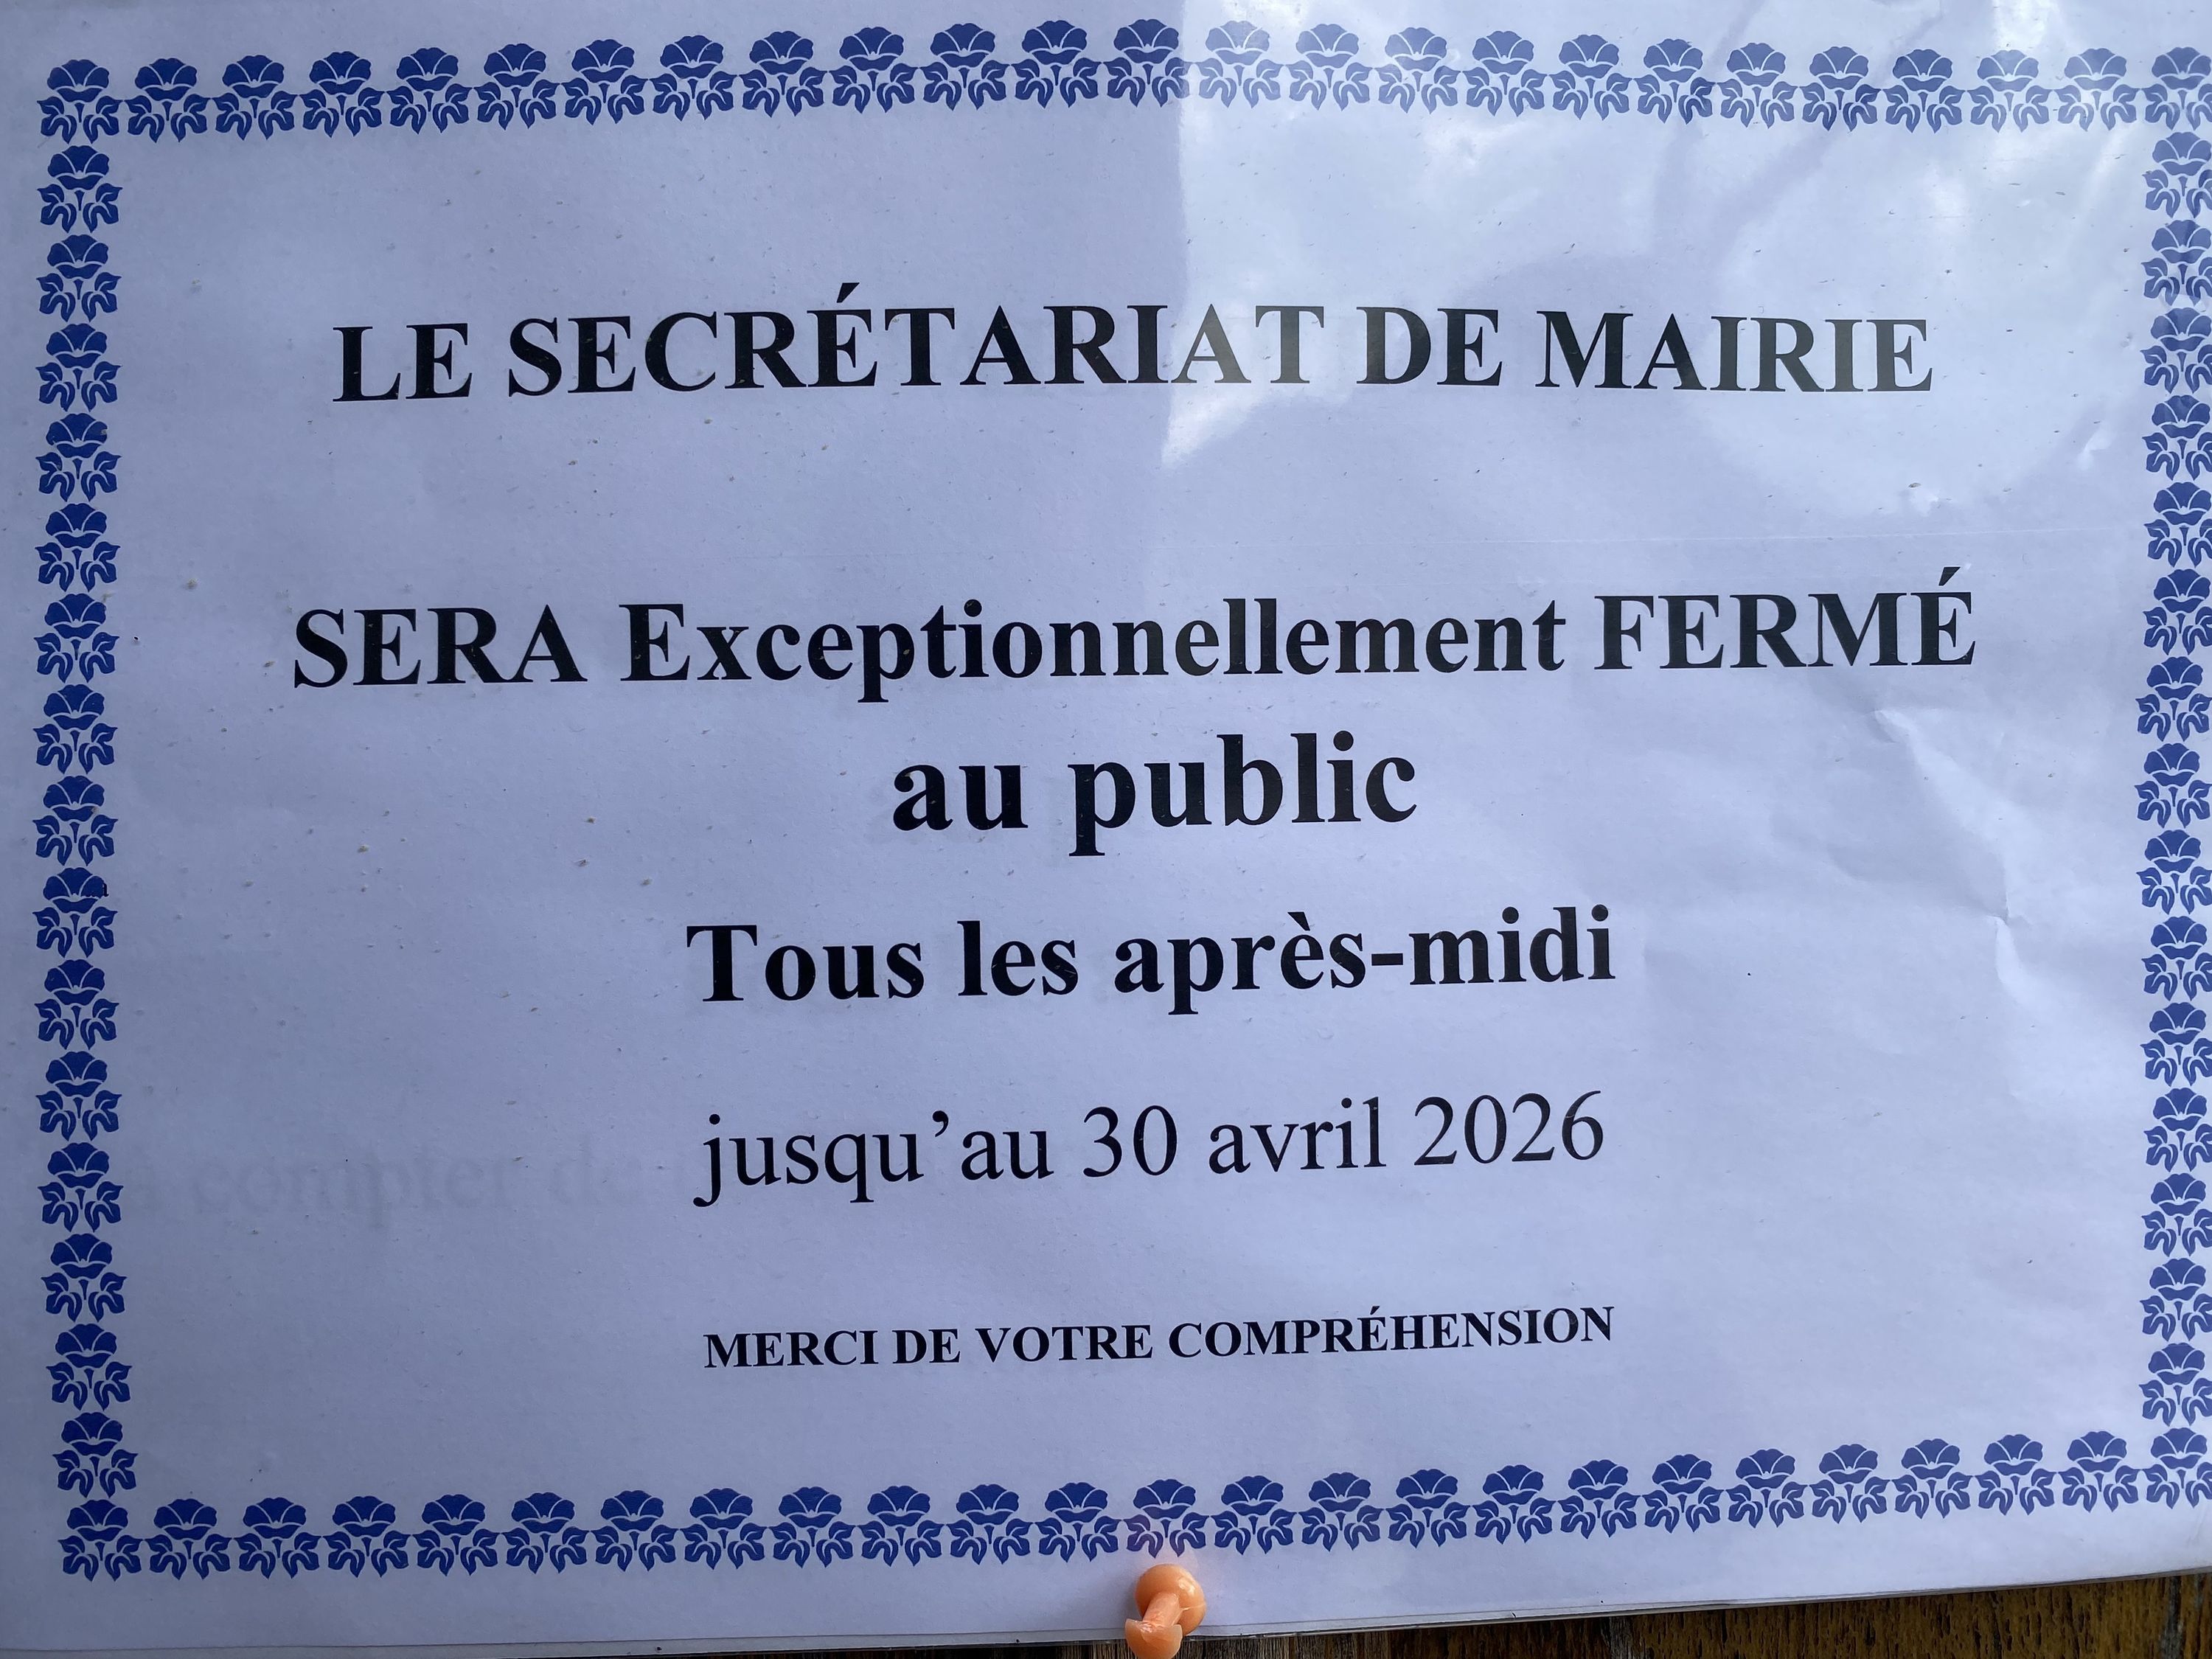 LE SECRÉTARIAT DE MAIRIE
SERA Exceptionnellement FERMÉ
au public
Tous les après-midi
jusqu’au 30 avril 2026
MERCI DE VOTRE COMPRÉHENSION